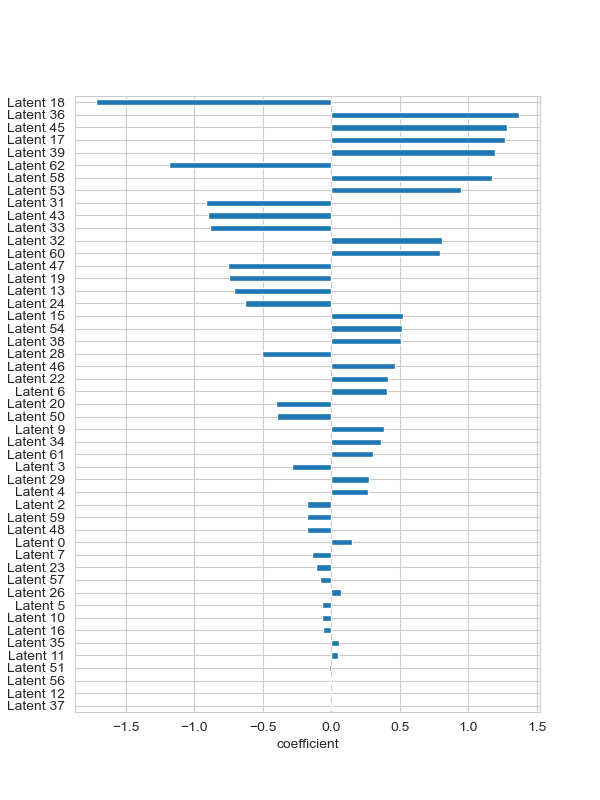 Latent 18
Latent 36
Latent 45
Latent 17
Latent 39
Latent 62
Latent 58
Latent 53
Latent 31
Latent 43
Latent 33
Latent 32
Latent 60
Latent 47
Latent 19
Latent 13
Latent 24
Latent 15
Latent 54
Latent 38
Latent 28
Latent 46
Latent 22
Latent 6
Latent 20
Latent 50
Latent 9
Latent 34
Latent 61
Latent 3
Latent 29
Latent 4
Latent 2
Latent 59
Latent 48
Latent 0
Latent 7
Latent 23
Latent 57
Latent 26
Latent 5
Latent 10
Latent 16
Latent 35
Latent 11
Latent 51
Latent 56
Latent 12
Latent 37
−1.5 −1.0 −0.5 0.0 0.5 1.0 1.5
coefficient